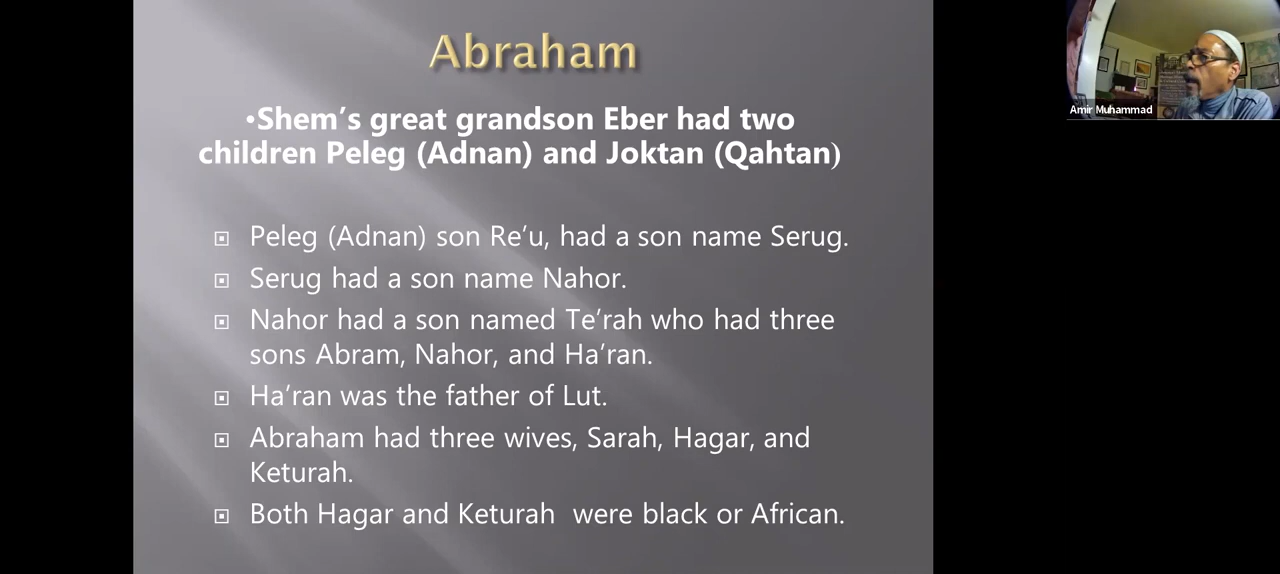 Abraham
•Shem’s great grandson Eber had two
children Peleg (Adnan) and Joktan (Qahtan)
Peleg (Adnan) son Re’u, had a son name Serug.
Serug had a son name Nahor.
Nahor had a son named Te’rah who had three
sons Abram, Nahor, and Ha’ran.
Ha’ran was the father of Lut.
Abraham had three wives, Sarah, Hagar, and
Keturah.
Both Hagar and Keturah were black or African.
Amir Muhammad